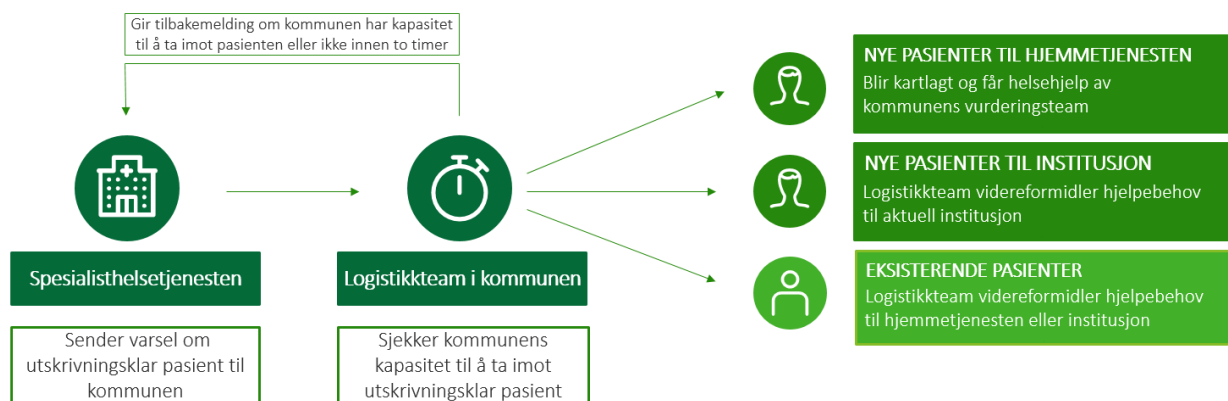 Gir tilbakemelding om kommunen har kapasitet
til å ta imot pasienten eller ikke innen to timer
Spesialisthelsetjenesten
Sender varsel om
utskrivningsklar pasient til
kommunen
Logistikkteam i kommunen
Sjekker kommunens
kapasitet til å ta imot
utskrivningsklar pasient
NYE PASIENTER TIL HJEMMETJENESTEN
Blir kartlagt og får helsehjelp av
kommunens vurderingsteam
NYE PASIENTER TIL INSTITUSJON
Logistikkteam videreformidler hjelpebehov
til aktuell institusjon
EKSISTERENDE PASIENTER
Logistikkteam videreformidler hjelpebehov
til hjemmetjenesten eller institusjon